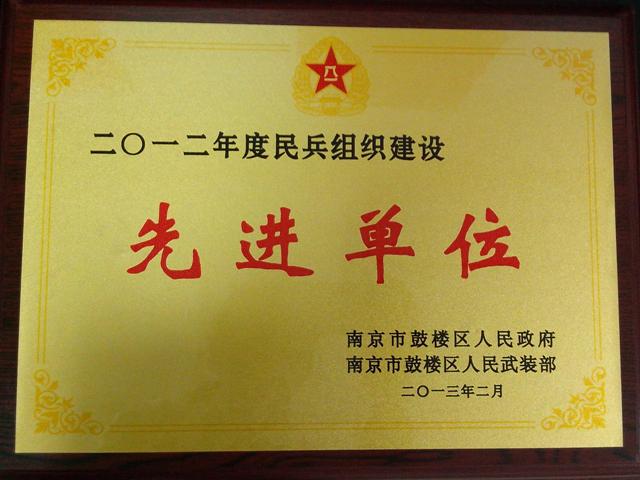 八一
二〇一二年度民兵组织建设
先进单位
南京市鼓楼区人民政府
南京市鼓楼区人民武装部
二〇一三年二月